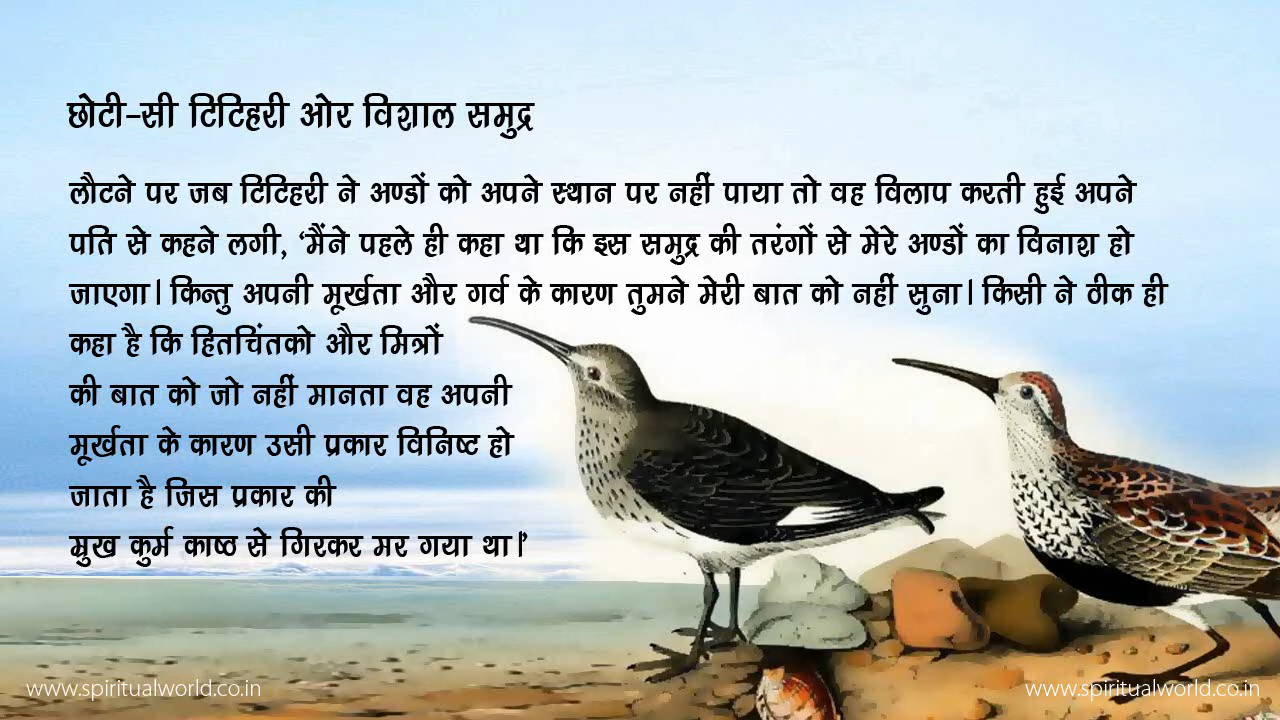 छोटी-सी टिटिहरी ओर विशाल समुद्र
लौटने पर जब टिटिहरी ने अण्डों को अपने स्थान पर नहीं पाया तो वह विलाप करती हुई अपने
पति से कहने लगी, ‘मैंने पहले ही कहा था कि इस समुद्र की तरंगों से मेरे अण्डों का विनाश हो
जाएगा। किन्तु अपनी मूर्खता और गर्व के कारण तुमने मेरी बात को नहीं सुना। किसी ने ठीक ही
कहा है कि हितचिंतको और मित्रों
की बात को जो नहीं मानता वह अपनी
मूर्खता के कारण उसी प्रकार विनिष्ट हो
जाता है जिस प्रकार की
म्रुख कुर्म काष्ठ से गिरकर मर गया था।’
www.spiritualworld.co.in
www.spiritualworld.co.in